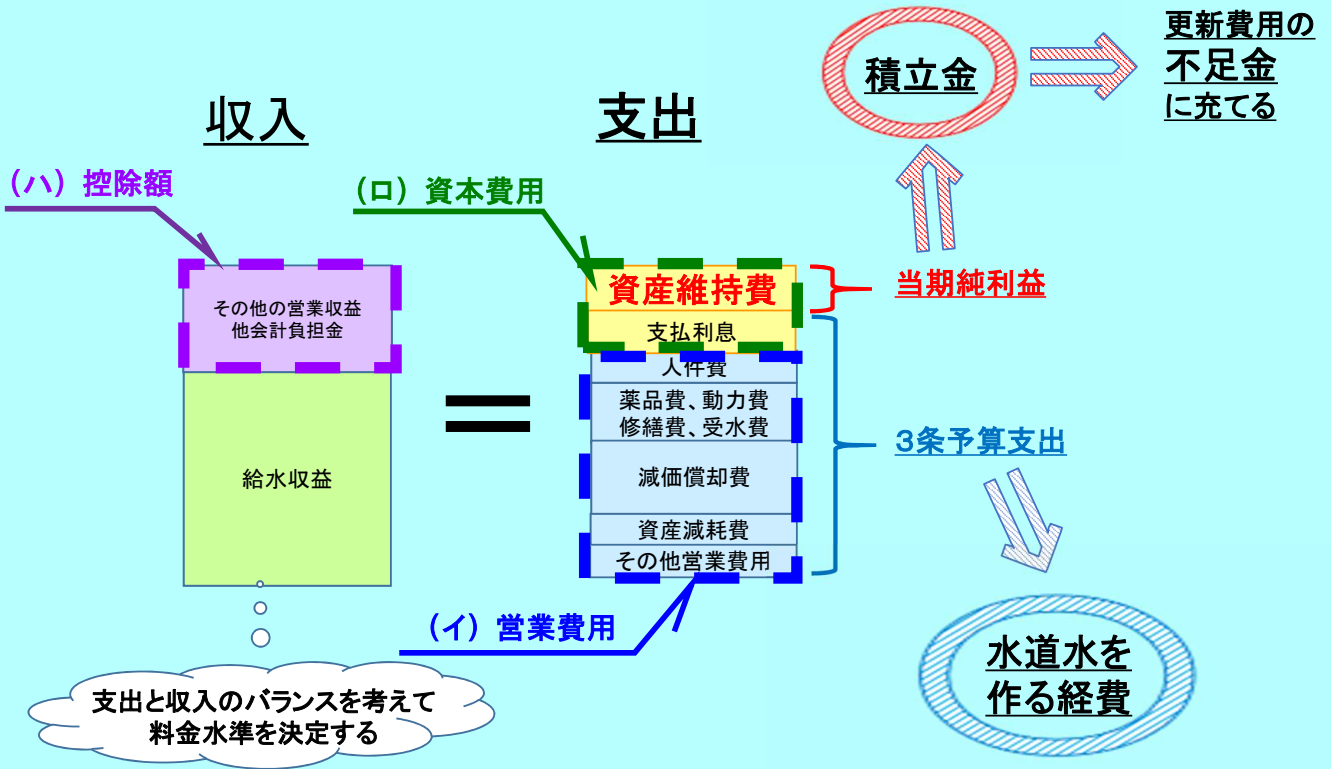 収入
(ハ) 控除額
その他の営業収益
他会計負担金
給水収益
支出と収入のバランスを考えて
料金水準を決定する
=
支出
(ロ) 資本費用
資産維持費
支払利息
人件費
薬品費、動力費
修繕費、受水費
減価償却費
資産減耗費
その他営業費用
(イ) 営業費用
積立金
更新費用の
不足金
に充てる
当期純利益
3条予算支出
水道水を
作る経費